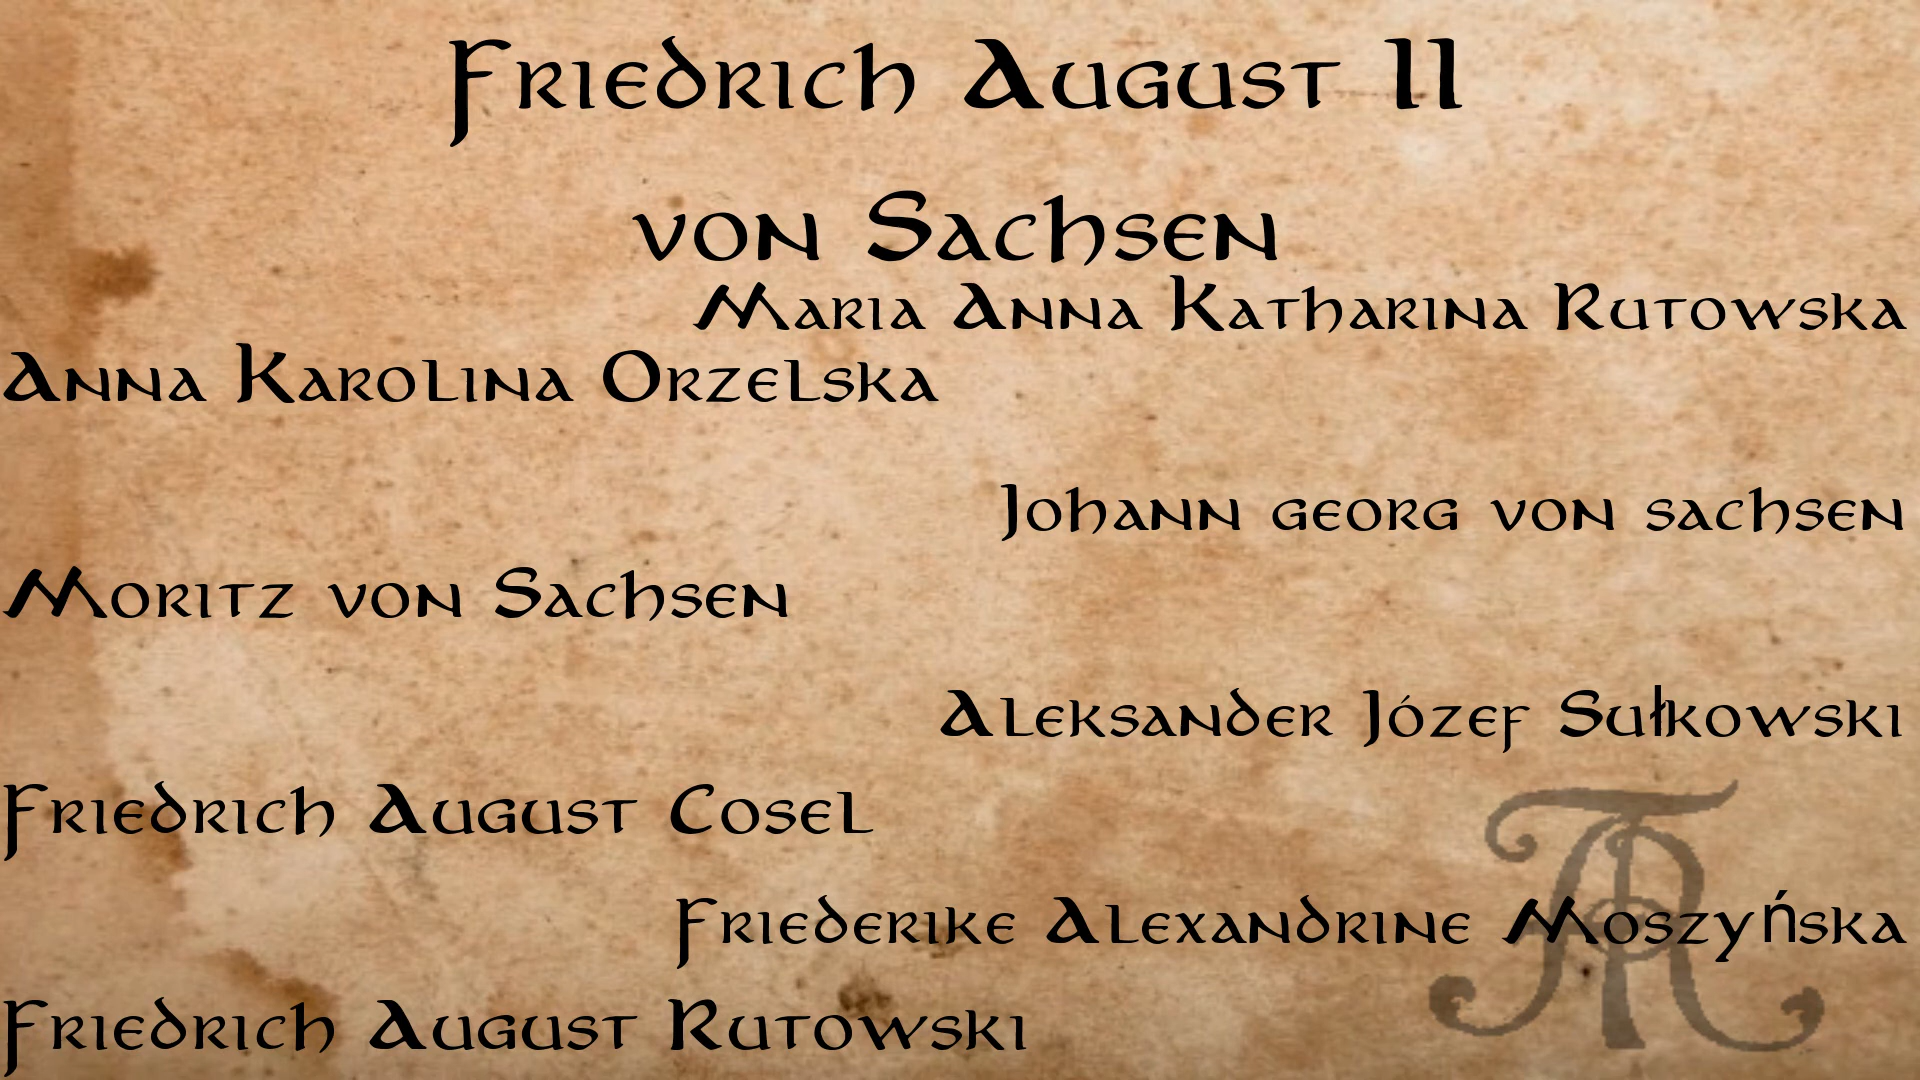 Friedrich August II
von Sachsen
Maria Anna Katharina Rutowska
Anna Karolina Orzelska
Johann georg von sachsen
Moritz von Sachsen
Aleksander Józef Sułkowski
Friedrich August Cosel
Friederike Alexandrine Moszyńska
Friedrich August Rutowski